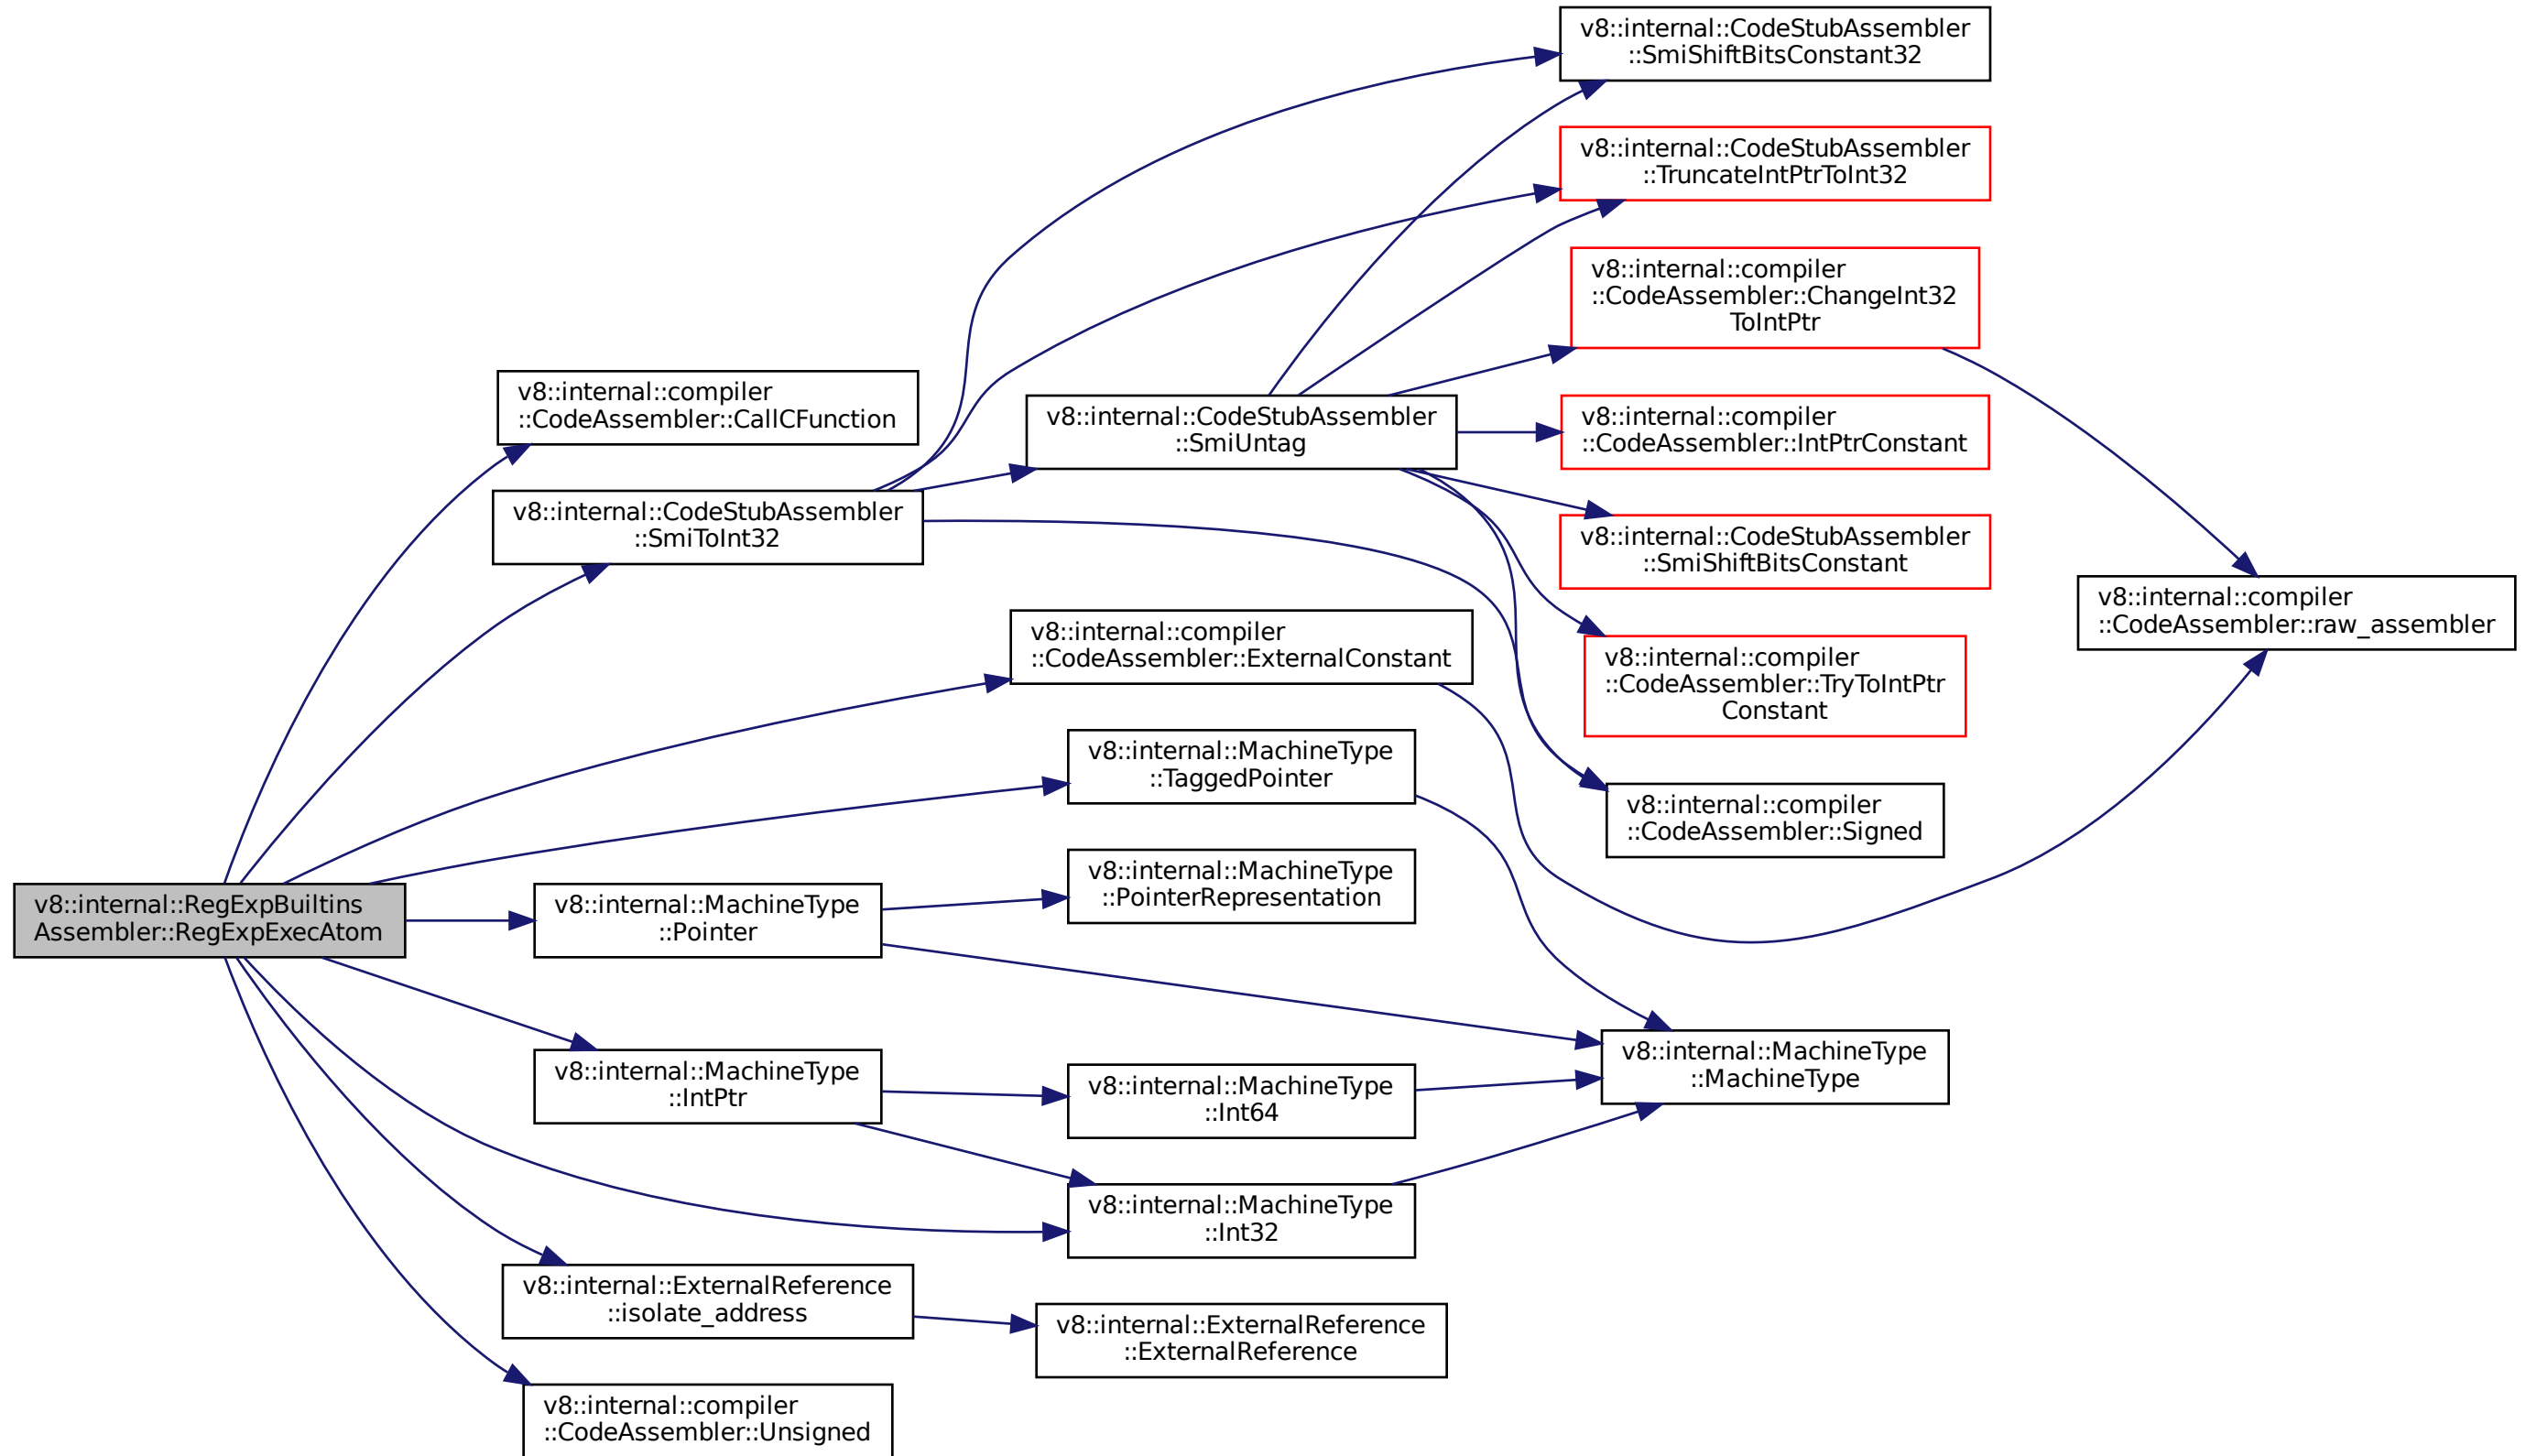 v8::internal::CodeStubAssembler
::SmiShiftBitsConstant32
v8::internal::CodeStubAssembler
::TruncateIntPtrToInt32
v8::internal::compiler
::CodeAssembler::ChangeInt32
ToIntPtr
v8::internal::compiler
::CodeAssembler::CallCFunction
v8::internal::CodeStubAssembler
::SmiUntag
v8::internal::compiler
::CodeAssembler::IntPtrConstant
v8::internal::CodeStubAssembler
::SmiToInt32
v8::internal::CodeStubAssembler
::SmiShiftBitsConstant
v8::internal::compiler
::CodeAssembler::raw_assembler
v8::internal::compiler
::CodeAssembler::ExternalConstant
v8::internal::compiler
::CodeAssembler::TryToIntPtr
Constant
v8::internal::MachineType
::TaggedPointer
v8::internal::compiler
::CodeAssembler::Signed
v8::internal::RegExpBuiltins
Assembler::RegExpExecAtom
v8::internal::MachineType
::Pointer
v8::internal::MachineType
::PointerRepresentation
v8::internal::MachineType
::IntPtr
v8::internal::MachineType
::Int64
v8::internal::MachineType
::MachineType
v8::internal::MachineType
::Int32
v8::internal::ExternalReference
::isolate_address
v8::internal::ExternalReference
::ExternalReference
v8::internal::compiler
::CodeAssembler::Unsigned